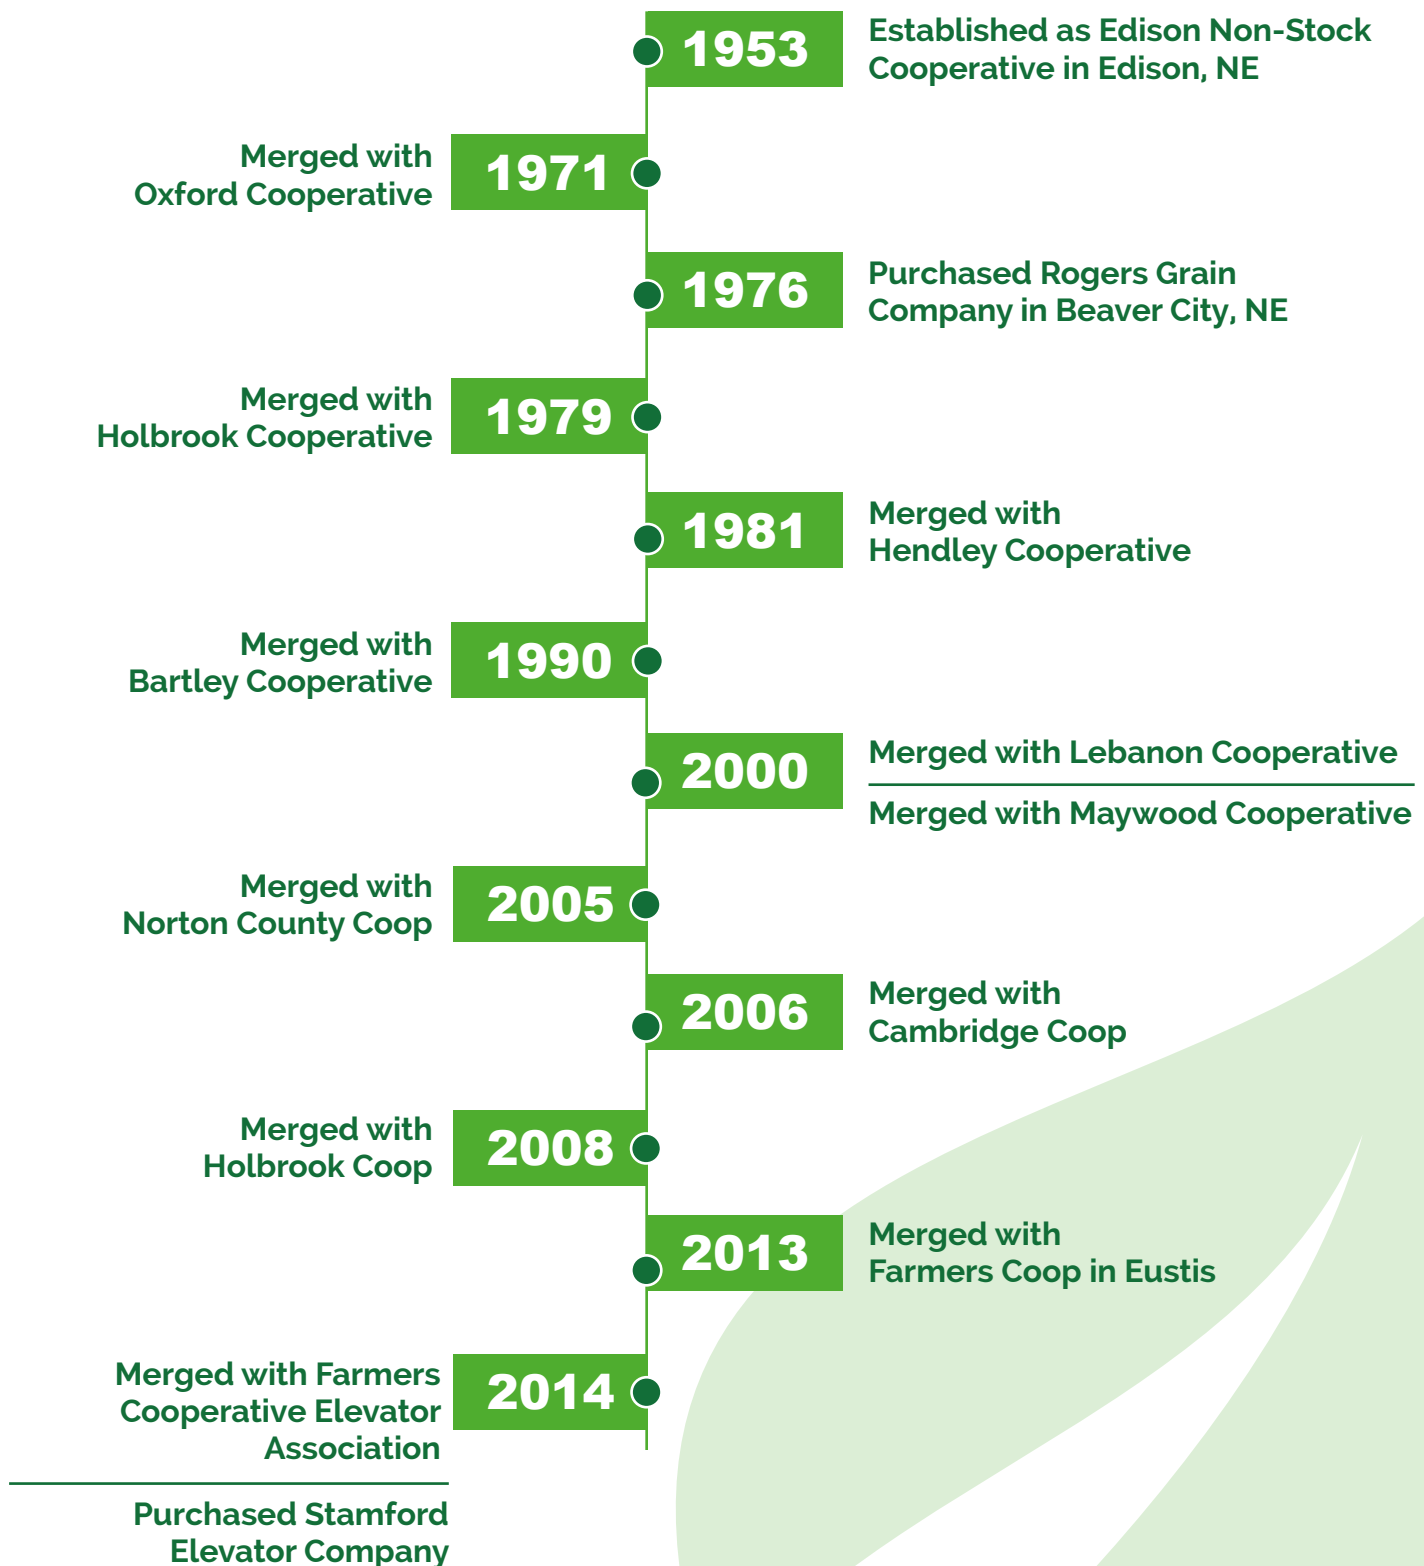 1953
Established as Edison Non-Stock
Cooperative in Edison, NE
Merged with
Oxford Cooperative
1971
1976
Purchased Rogers Grain
Company in Beaver City, NE
Merged with
Holbrook Cooperative
1979
1981
Merged with
Hendley Cooperative
Merged with
Bartley Cooperative
1990
2000
Merged with Lebanon Cooperative
Merged with Maywood Cooperative
Merged with
Norton County Coop
2005
2006
Merged with
Cambridge Coop
Merged with
Holbrook Coop
2008
2013
Merged with
Farmers Coop in Eustis
Merged with Farmers
Cooperative Elevator
Association
2014
Purchased Stamford
Elevator Company